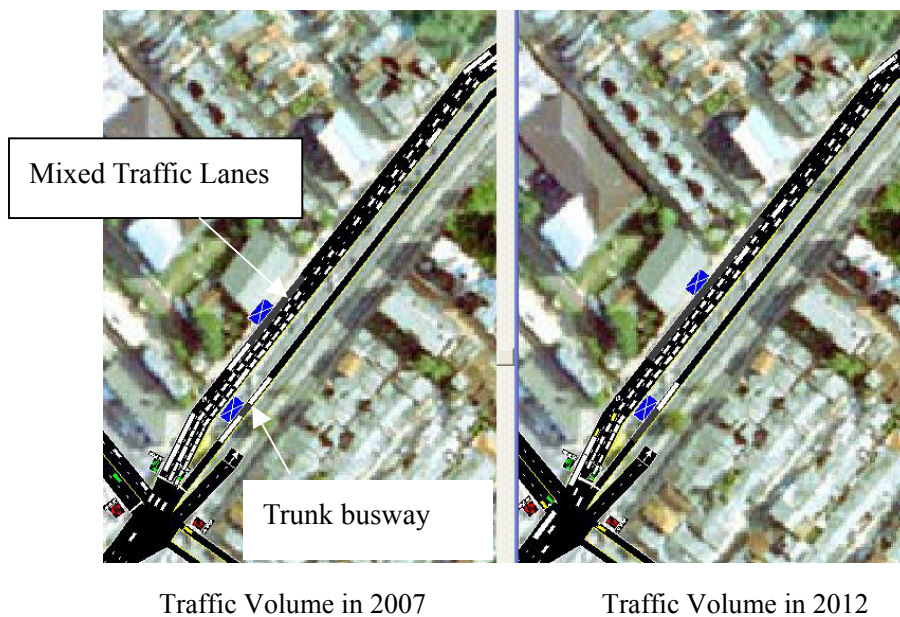 Mixed Traffic Lanes
Trunk busway
Traffic Volume in 2007
Traffic Volume in 2012